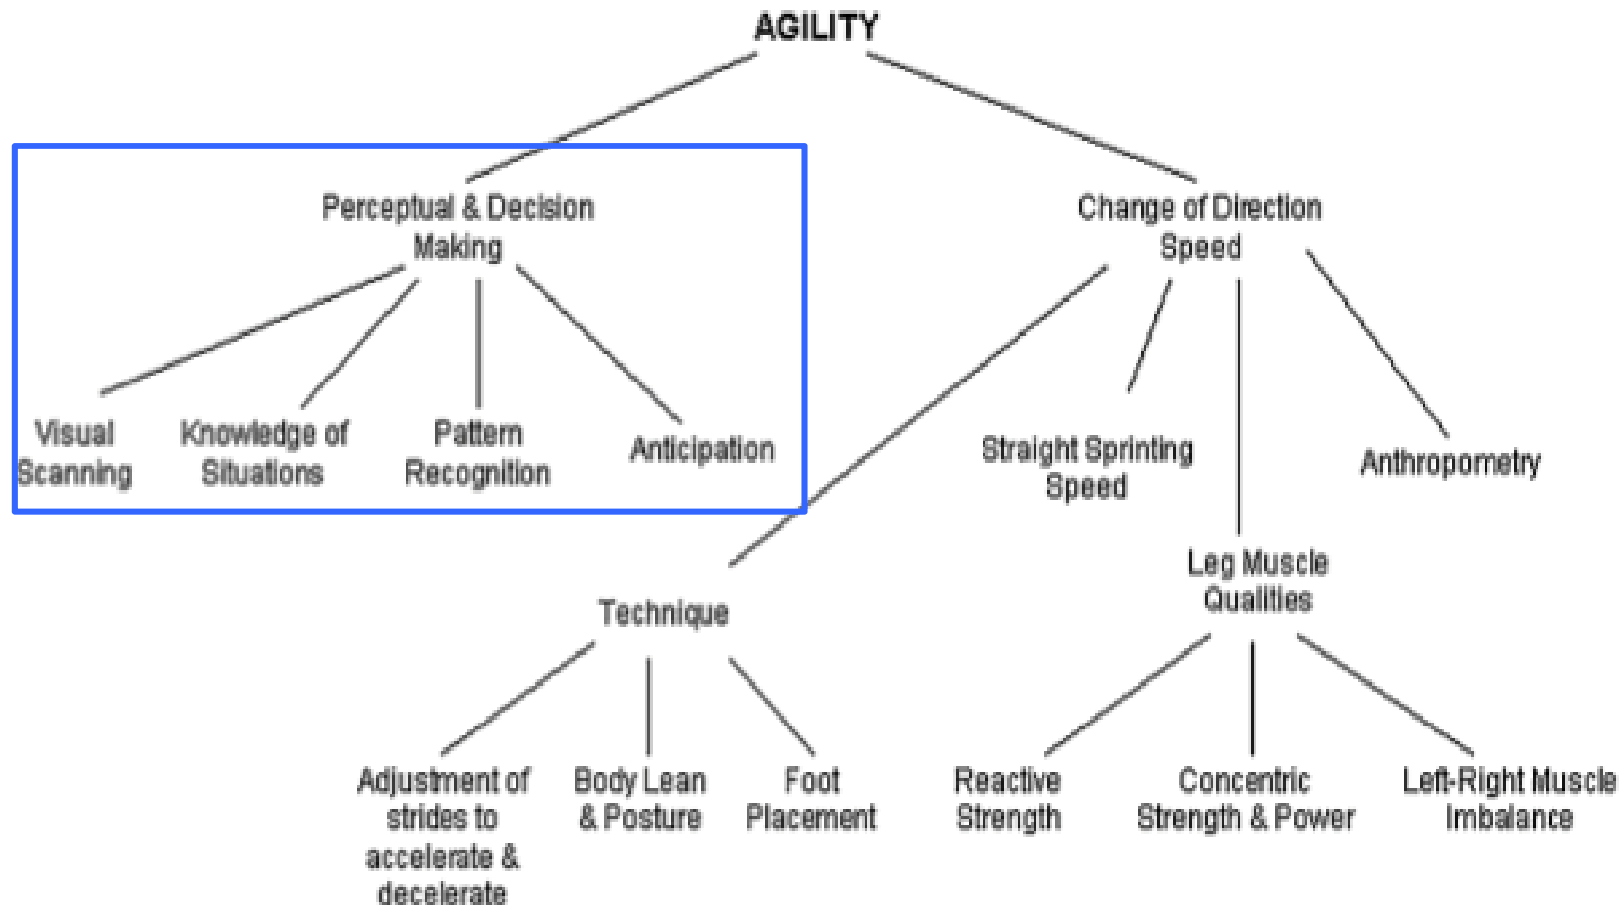 AGILITY
Perceptual & Decision
Making
Change of Direction
Speed
Visual
Scanning
Knowledge of
Situations
Pattern
Recognition
Anticipation
Straight Sprinting
Speed
Anthropometry
Technique
Leg Muscle
Qualities
Adjustment of
strides to
accelerate &
decelerate
Body Lean
& Posture
Foot
Placement
Reactive
Strength
Concentric
Strength & Power
Left-Right Muscle
Imbalance